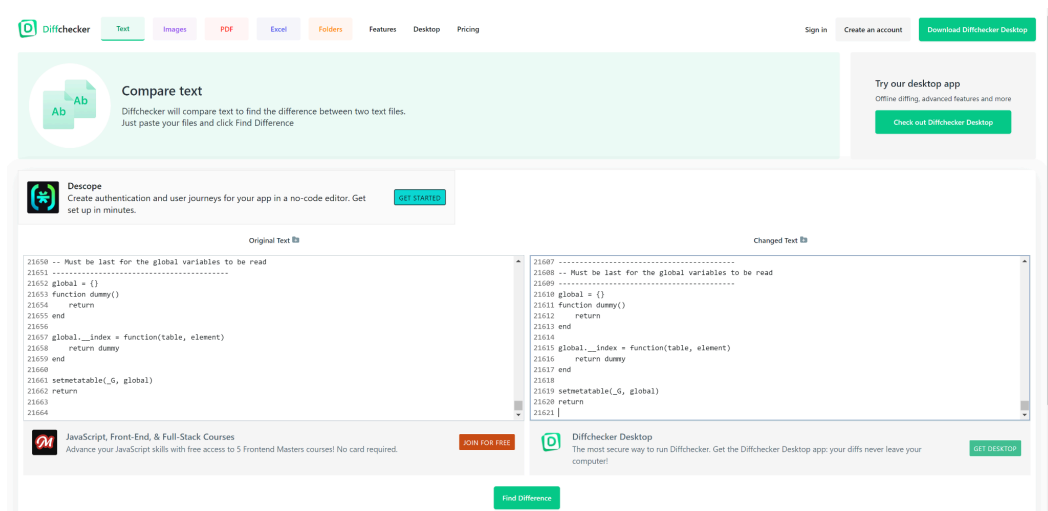 Diffchecker Text Images PDF Excel Folders Features Desktop Pricing Sign in Create an account Download Diffchecker Desktop
Ab Ab
Compare text
Diffchecker will compare text to find the difference between two text files.
Just paste your files and click Find Difference
Try our desktop app
Offline diffing, advanced features and more
Check out Diffchecker Desktop
Descope
Create authentication and user journeys for your app in a no-code editor. Get
set up in minutes.
GET STARTED
Original Text
21650 -- Must be last for the global variables to be read
21651 ------------------------------------------
21652 global = {}
21653 function dummy()
21654     return
21655 end
21656
21657 global.__index = function(table, element)
21658     return dummy
21659 end
21660
21661 setmetatable(_G, global)
21662 return
21663
21664
Changed Text
21607 ------------------------------------------
21608 -- Must be last for the global variables to be read
21609 ------------------------------------------
21610 global = {}
21611 function dummy()
21612     return
21613 end
21614
21615 global.__index = function(table, element)
21616     return dummy
21617 end
21618
21619 setmetatable(_G, global)
21620 return
21621
JavaScript, Front-End, & Full-Stack Courses
Advance your JavaScript skills with free access to 5 Frontend Masters courses! No card required.
JOIN FOR FREE
Diffchecker Desktop
The most secure way to run Diffchecker. Get the Diffchecker Desktop app: your diffs never leave your
computer!
GET DESKTOP
Find Difference